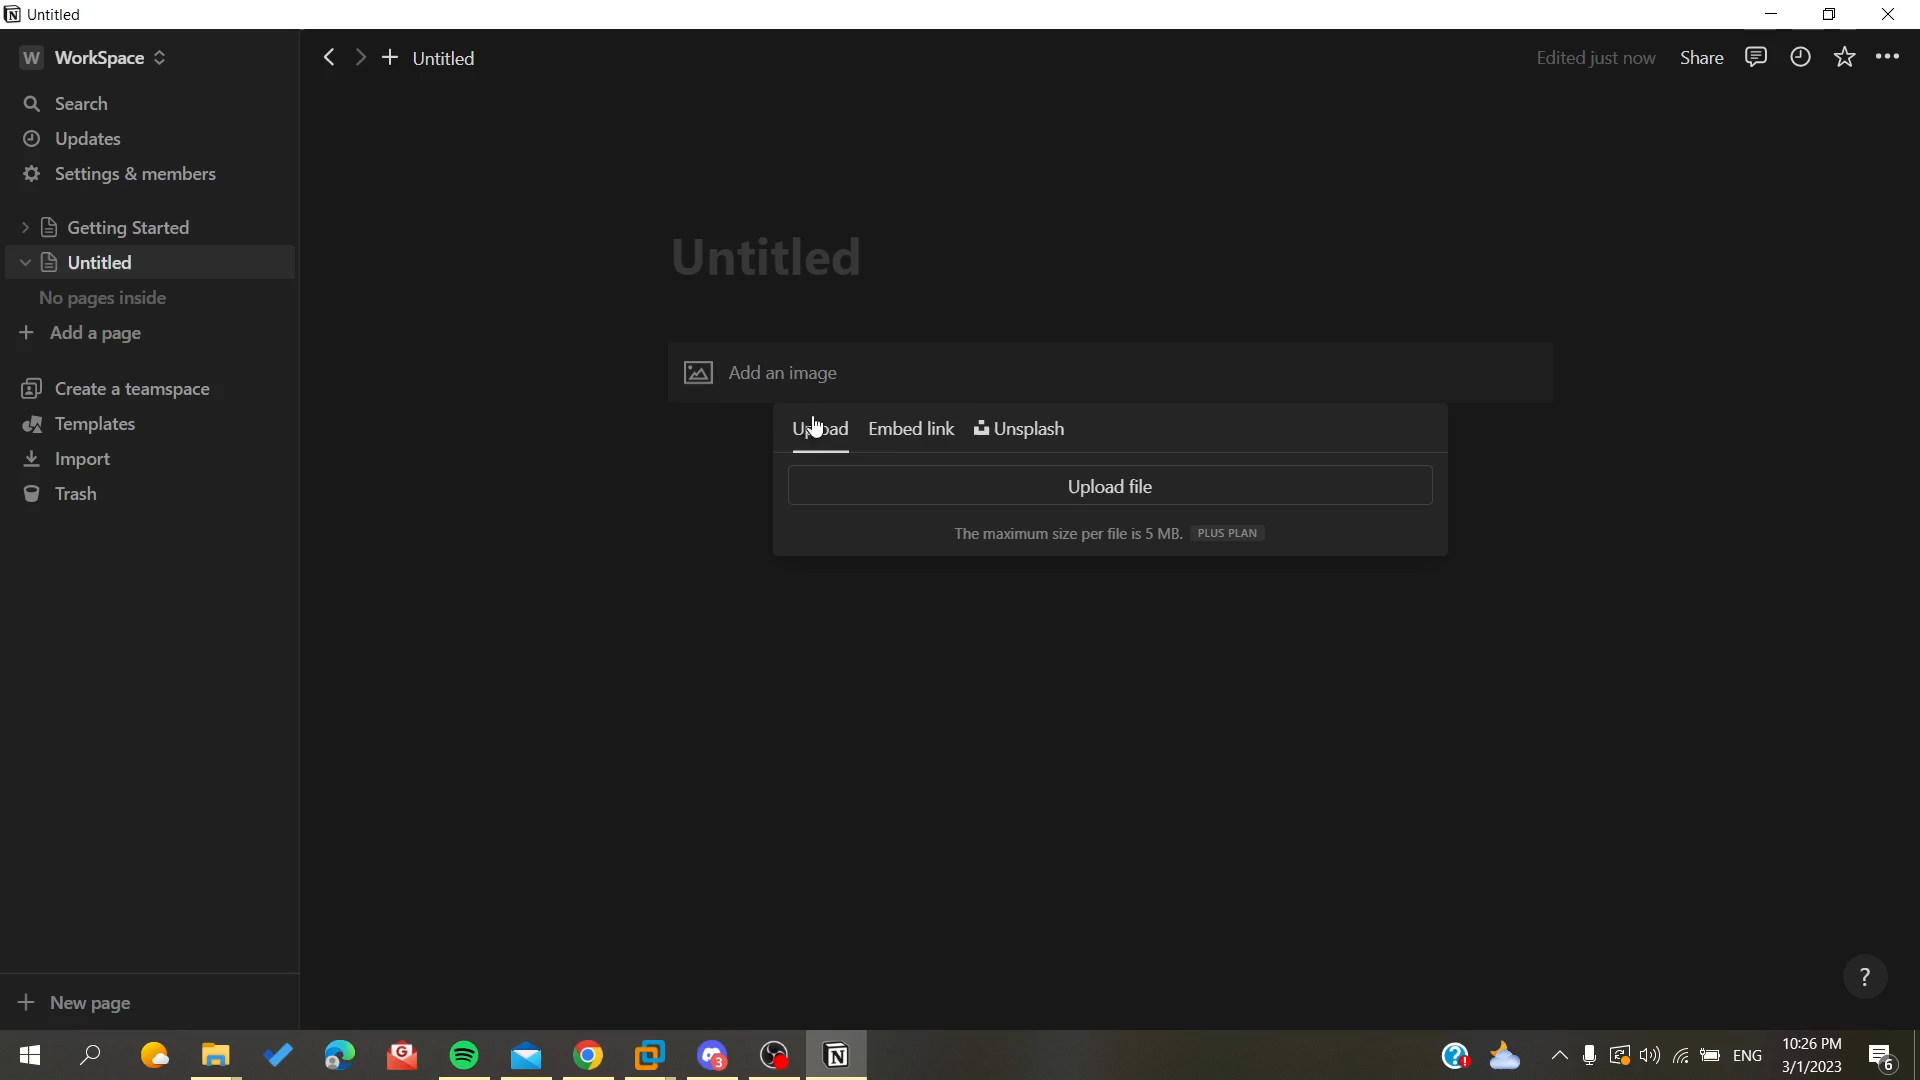 Untitled
W WorkSpace
Search
Updates
Settings & members
Getting Started
Untitled
No pages inside
Add a page
Create a teamspace
Templates
Import
Trash
New page
Untitled
Edited just now Share
Untitled
Add an image
Upload Embed link Unsplash
Upload file
The maximum size per file is 5 MB. PLUS PLAN
?
3
ENG
10:26 PM
3/1/2023
6